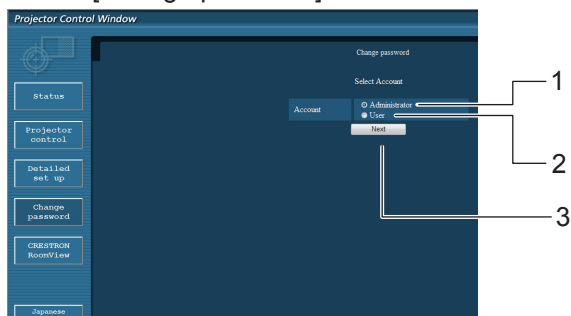 Projector Control Window
Change password
Select Account
Account
Administrator
User
Next
Status
Projector
control
Detailed
set up
Change
password
CRESTRON
RoomView
Japanese
1
2
3